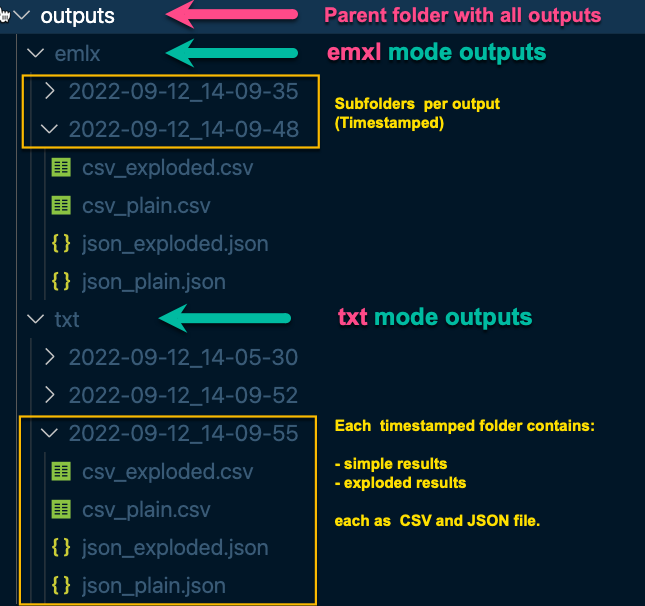 outputs Parent folder with all outputs
emlx emxl mode outputs
2022-09-12_14-09-35 Subfolders per output
2022-09-12_14-09-48 (Timestamped)
csv_exploded.csv
csv_plain.csv
{ } json_exploded.json
{ } json_plain.json
txt txt mode outputs
2022-09-12_14-05-30
2022-09-12_14-09-52
2022-09-12_14-09-55 Each timestamped folder contains:
csv_exploded.csv - simple results
- exploded results
csv_plain.csv each as CSV and JSON file.
{ } json_exploded.json
{ } json_plain.json